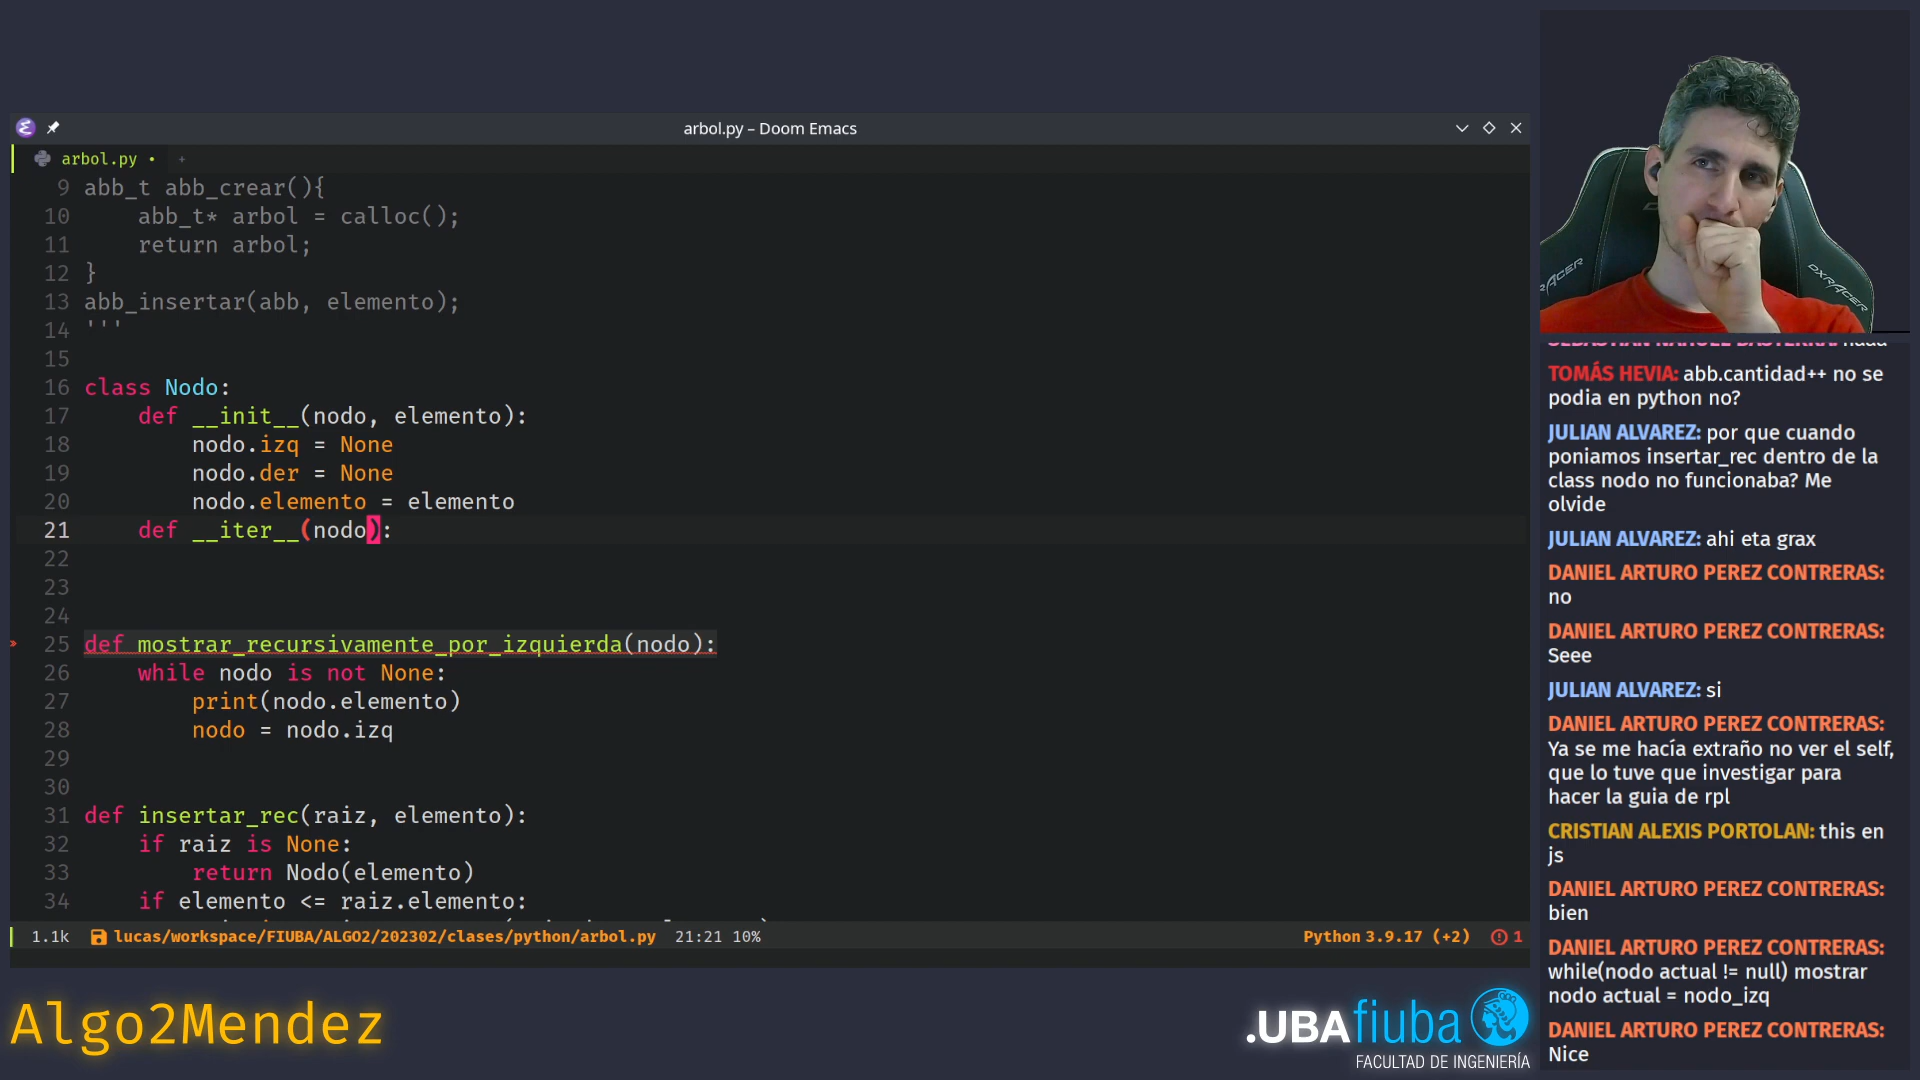 arbol.py – Doom Emacs
arbol.py • +
9 abb_t abb_crear(){
10 abb_t* arbol = calloc();
11 return arbol;
12 }
13 abb_insertar(abb, elemento);
14 '''
15
16 class Nodo:
17 def __init__(nodo, elemento):
18 nodo.izq = None
19 nodo.der = None
20 nodo.elemento = elemento
21 def __iter__(nodo):
22
23
24
25 def mostrar_recursivamente_por_izquierda(nodo):
26 while nodo is not None:
27 print(nodo.elemento)
28 nodo = nodo.izq
29
30
31 def insertar_rec(raiz, elemento):
32 if raiz is None:
33 return Nodo(elemento)
34 if elemento <= raiz.elemento:
1.1k lucas/workspace/FIUBA/ALGO2/202302/clases/python/arbol.py 21:21 10% Python 3.9.17 (+2) 1
Algo2Mendez
.UBAfiuba
FACULTAD DE INGENIERÍA
DXRACER
TOMÁS HEVIA: abb.cantidad++ no se
podia en python no?
JULIAN ALVAREZ: por que cuando
poniamos insertar_rec dentro de la
class nodo no funcionaba? Me
olvide
JULIAN ALVAREZ: ahi eta grax
DANIEL ARTURO PEREZ CONTRERAS:
no
DANIEL ARTURO PEREZ CONTRERAS:
Seee
JULIAN ALVAREZ: si
DANIEL ARTURO PEREZ CONTRERAS:
Ya se me hacía extraño no ver el self,
que lo tuve que investigar para
hacer la guia de rpl
CRISTIAN ALEXIS PORTOLAN: this en
js
DANIEL ARTURO PEREZ CONTRERAS:
bien
DANIEL ARTURO PEREZ CONTRERAS:
while(nodo actual != null) mostrar
nodo actual = nodo_izq
DANIEL ARTURO PEREZ CONTRERAS:
Nice